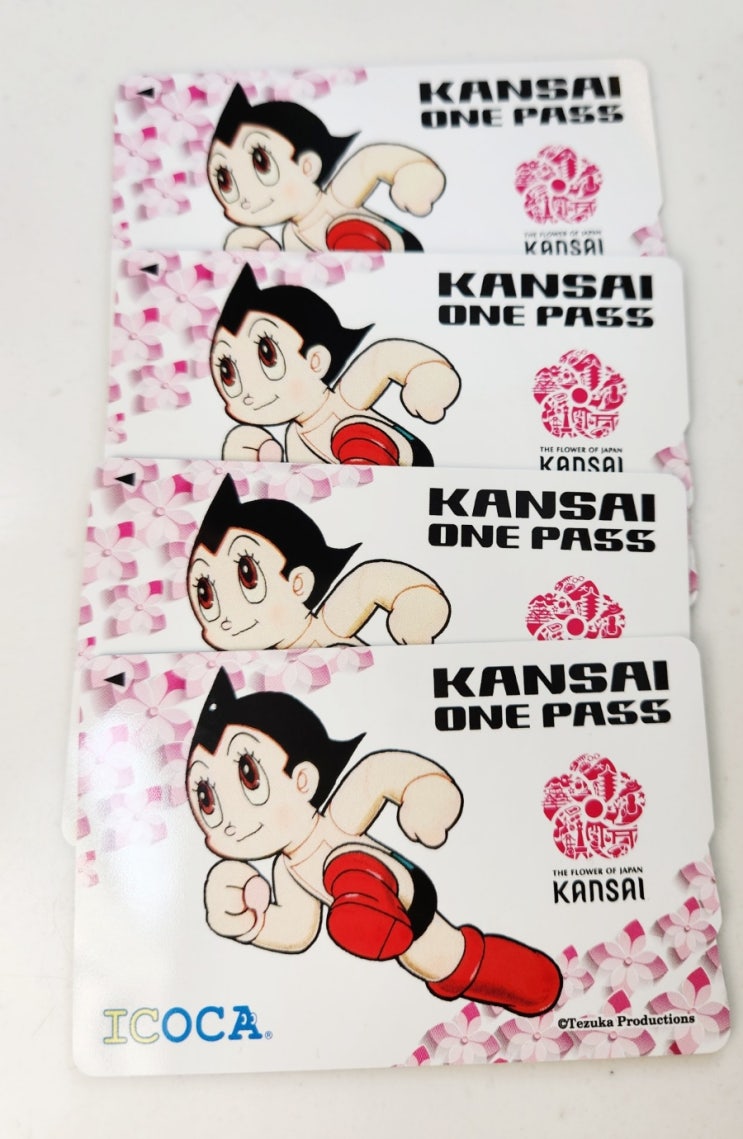 KANSAI
ONE PASS
THE FLOWER OF JAPAN
KANSAI
KANSAI
ONE PASS
THE FLOWER OF JAPAN
KANSAI
KANSAI
ONE PASS
KANSAI
ONE PASS
THE FLOWER OF JAPAN
KANSAI
ICOCA®
©Tezuka Productions